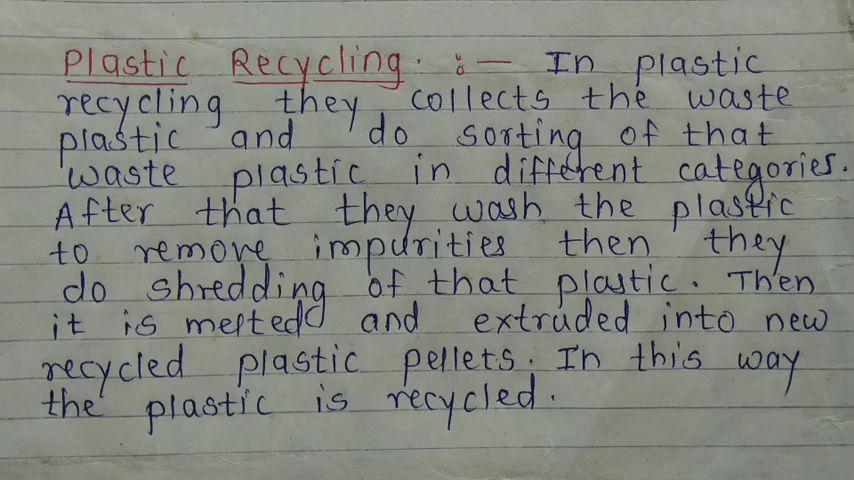 Plastic Recycling. :- In plastic
recycling they collects the waste
plastic and do sorting of that
waste plastic in different categories.
After that they wash the plastic
to remove impurities then they
do shredding of that plastic. Then
it is melted and extruded into new
recycled plastic pellets. In this way
the plastic is recycled.